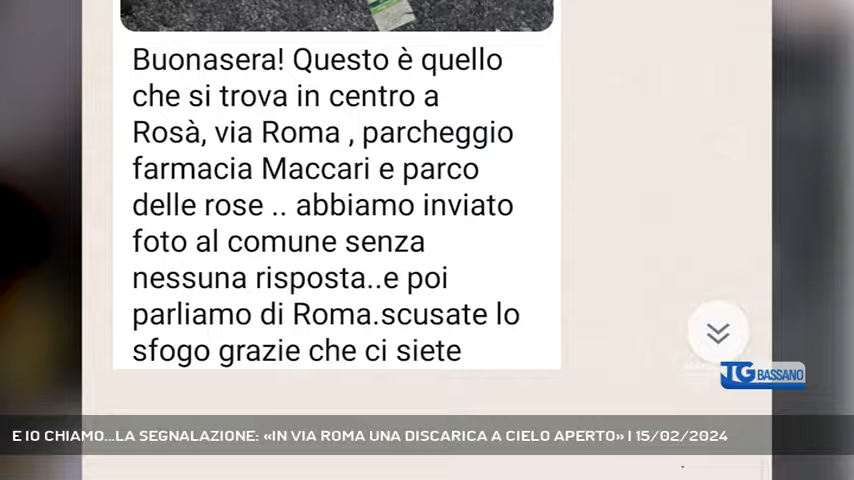 Buonasera! Questo è quello
che si trova in centro a
Rosà, via Roma , parcheggio
farmacia Maccari e parco
delle rose .. abbiamo inviato
foto al comune senza
nessuna risposta..e poi
parliamo di Roma.scusate lo
sfogo grazie che ci siete
TG BASSANO
E IO CHIAMO...LA SEGNALAZIONE: «IN VIA ROMA UNA DISCARICA A CIELO APERTO» | 15/02/2024